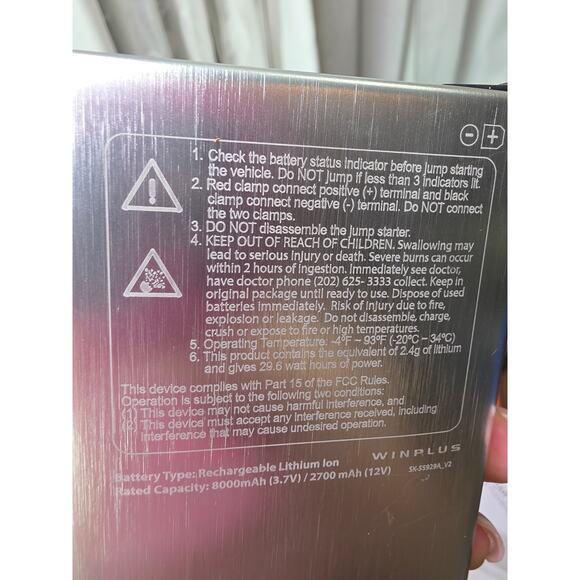 ⊖ +
1. Check the battery status indicator before jump starting
the vehicle. Do NOT jump if less than 3 indicators lit.
2. Red clamp connect positive (+) terminal and black
clamp connect negative (-) terminal. Do NOT connect
the two clamps.
3. DO NOT disassemble the jump starter.
4. KEEP OUT OF REACH OF CHILDREN. Swallowing may
lead to serious injury or death. Severe burns can occur
within 2 hours of ingestion. Immediately see doctor,
have doctor phone (202) 625- 3333 collect. Keep in
original package until ready to use. Dispose of used
batteries immediately. Risk of injury due to fire,
explosion or leakage. Do not disassemble, charge,
crush or expose to fire or high temperatures.
5. Operating Temperature: -4°F ~ 93°F (-20°C ~ 34°C)
6. This product contains the equivalent of 2.4g of lithium
and gives 29.6 watt hours of power.
This device complies with Part 15 of the FCC Rules.
Operation is subject to the following two conditions:
(1) This device may not cause harmful interference, and
(2) This device must accept any Interference received, including
interference that may cause undesired operation.
WINPLUS
Battery Type: Rechargeable Lithium Ion
Rated Capacity: 8000mAh (3.7V) / 2700 mAh (12V)
SX-SS929A_V2